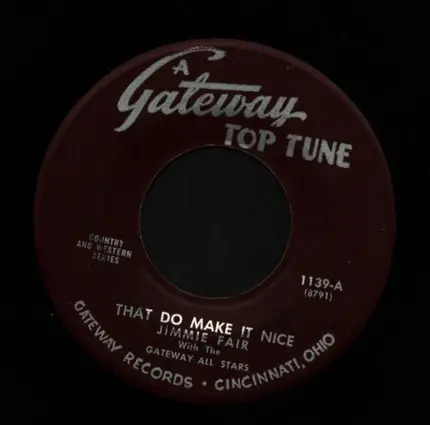 A
Gateway
TOP TUNE
COUNTRY
AND WESTERN
SERIES
1139-A
(8791)
THAT DO MAKE IT NICE
JIMMIE FAIR
With The
GATEWAY ALL STARS
GATEWAY RECORDS • CINCINNATI, OHIO